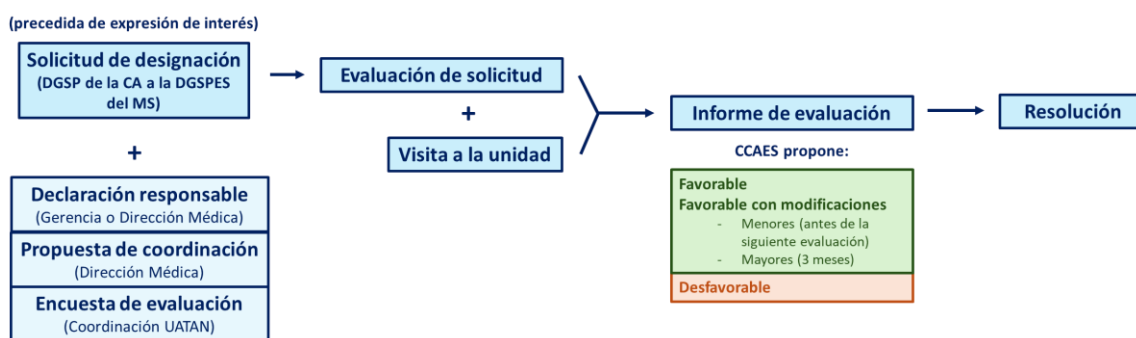 (precedida de expresión de interés)
Solicitud de designación
(DGSP de la CA a la DGSPES
del MS)
+
Declaración responsable
(Gerencia o Dirección Médica)
Propuesta de coordinación
(Dirección Médica)
Encuesta de evaluación
(Coordinación UATAN)
Evaluación de solicitud
+
Visita a la unidad
Informe de evaluación
CCAES propone:
Favorable
Favorable con modificaciones
- Menores (antes de la
siguiente evaluación)
- Mayores (3 meses)
Desfavorable
Resolución